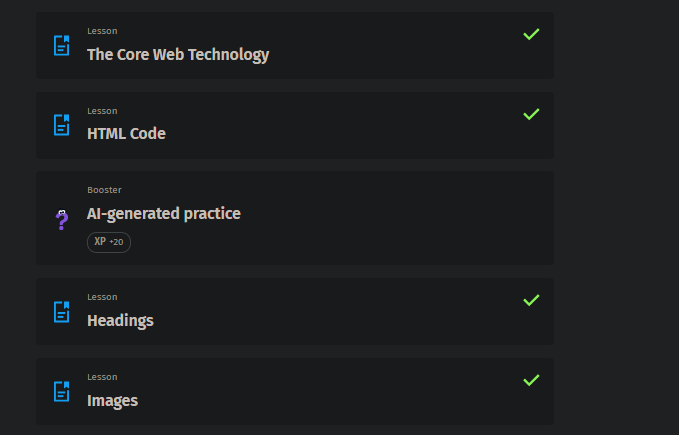 Lesson
The Core Web Technology
Lesson
HTML Code
Booster
AI-generated practice
XP +20
Lesson
Headings
Lesson
Images